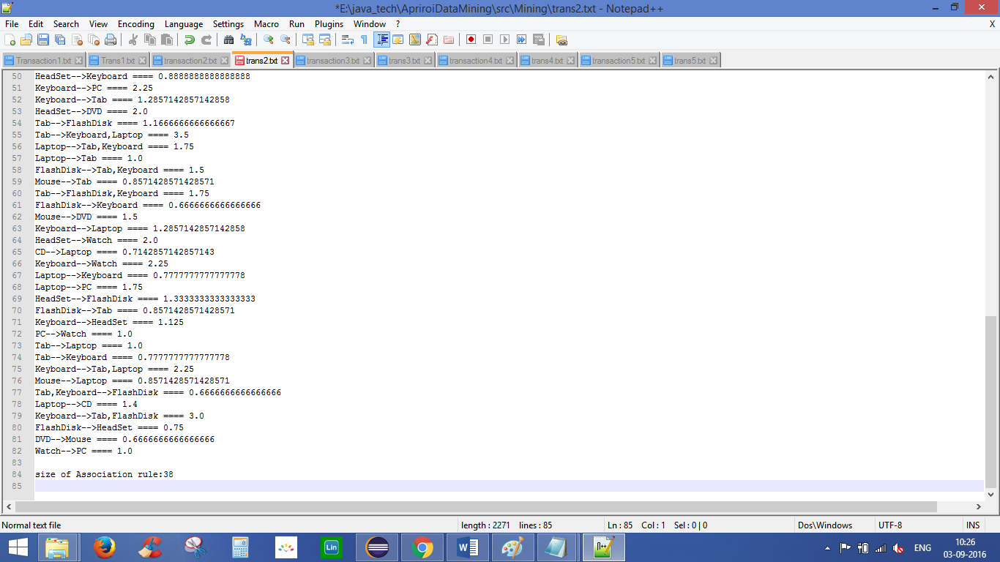 *E:\java_tech\ApriroiDataMining\src\Mining\trans2.txt - Notepad++
File Edit Search View Encoding Language Settings Macro Run Plugins Window ? X
Transaction1.txt Trans1.txt transaction2.txt trans2.txt transaction3.txt trans3.txt transaction4.txt trans4.txt transaction5.txt trans5.txt
50 HeadSet-->Keyboard ==== 0.8888888888888888
51 Keyboard-->PC ==== 2.25
52 Keyboard-->Tab ==== 1.2857142857142858
53 HeadSet-->DVD ==== 2.0
54 Tab-->FlashDisk ==== 1.1666666666666667
55 Tab-->Keyboard,Laptop ==== 3.5
56 Laptop-->Tab,Keyboard ==== 1.75
57 Laptop-->Tab ==== 1.0
58 FlashDisk-->Tab,Keyboard ==== 1.5
59 Mouse-->Tab ==== 0.8571428571428571
60 Tab-->FlashDisk,Keyboard ==== 1.75
61 FlashDisk-->Keyboard ==== 0.6666666666666666
62 Mouse-->DVD ==== 1.5
63 Keyboard-->Laptop ==== 1.2857142857142858
64 HeadSet-->Watch ==== 2.0
65 CD-->Laptop ==== 0.7142857142857143
66 Keyboard-->Watch ==== 2.25
67 Laptop-->Keyboard ==== 0.7777777777777778
68 Laptop-->PC ==== 1.75
69 HeadSet-->FlashDisk ==== 1.3333333333333333
70 FlashDisk-->Tab ==== 0.8571428571428571
71 Keyboard-->HeadSet ==== 1.125
72 PC-->Watch ==== 1.0
73 Tab-->Laptop ==== 1.0
74 Tab-->Keyboard ==== 0.7777777777777778
75 Keyboard-->Tab,Laptop ==== 2.25
76 Mouse-->Laptop ==== 0.8571428571428571
77 Tab,Keyboard-->FlashDisk ==== 0.6666666666666666
78 Laptop-->CD ==== 1.4
79 Keyboard-->Tab,FlashDisk ==== 3.0
80 FlashDisk-->HeadSet ==== 0.75
81 DVD-->Mouse ==== 0.6666666666666666
82 Watch-->PC ==== 1.0
83
84 size of Association rule:38
85
Normal text file length : 2271 lines : 85 Ln : 85 Col : 1 Sel : 0 | 0 Dos\Windows UTF-8 INS
Lin ENG 10:26
03-09-2016